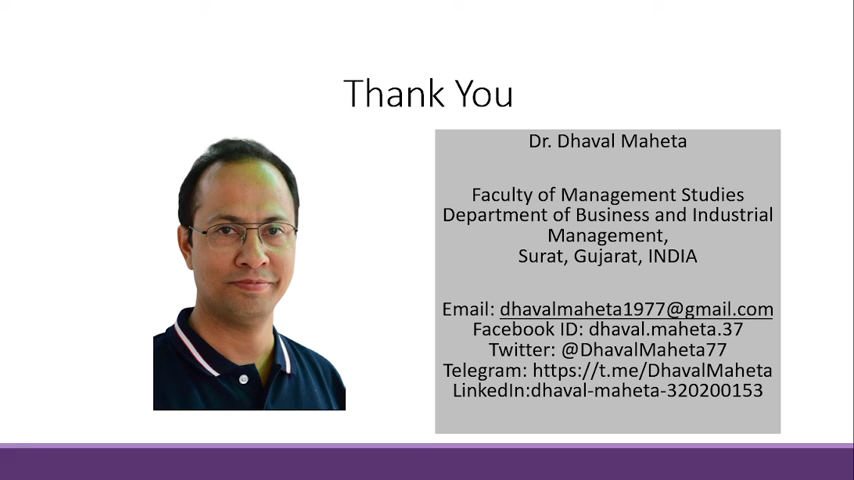 Thank You
Dr. Dhaval Maheta
Faculty of Management Studies
Department of Business and Industrial
Management,
Surat, Gujarat, INDIA
Email: dhavalmaheta1977@gmail.com
Facebook ID: dhaval.maheta.37
Twitter: @DhavalMaheta77
Telegram: https://t.me/DhavalMaheta
LinkedIn:dhaval-maheta-320200153